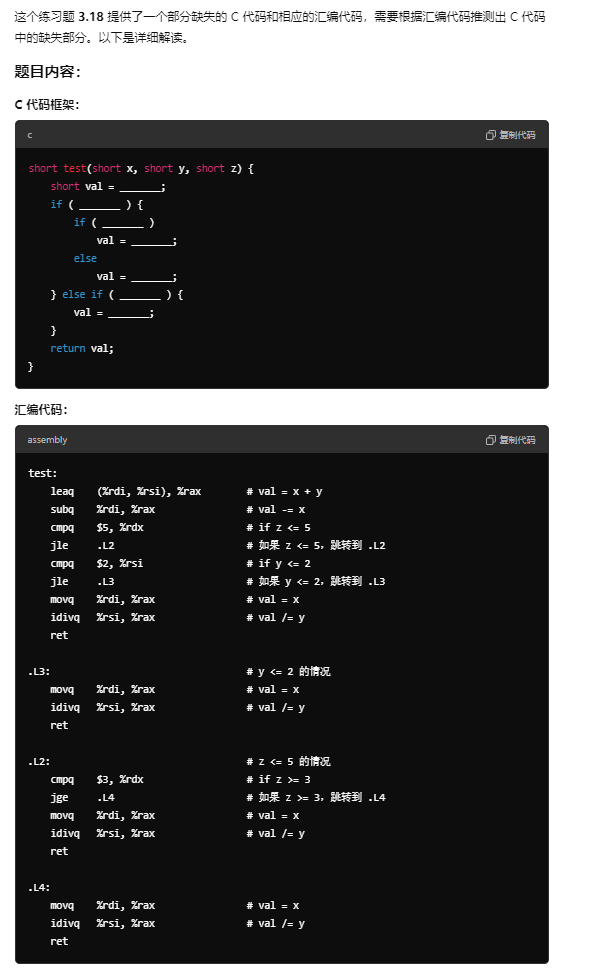 这个练习题 3.18 提供了一个部分缺失的 C 代码和相应的汇编代码，需要根据汇编代码推测出 C 代码
中的缺失部分。以下是详细解读。
题目内容：
C 代码框架：
c 复制代码
short test(short x, short y, short z) {
    short val = _______;
    if ( _______ ) {
        if ( _______ )
            val = _______;
        else
            val = _______;
    } else if ( _______ ) {
        val = _______;
    }
    return val;
}
汇编代码：
assembly 复制代码
test:
    leaq    (%rdi, %rsi), %rax       # val = x + y
    subq    %rdi, %rax               # val -= x
    cmpq    $5, %rdx                 # if z <= 5
    jle     .L2                      # 如果 z <= 5，跳转到 .L2
    cmpq    $2, %rsi                 # if y <= 2
    jle     .L3                      # 如果 y <= 2，跳转到 .L3
    movq    %rdi, %rax               # val = x
    idivq   %rsi, %rax               # val /= y
    ret
.L3:                                 # y <= 2 的情况
    movq    %rdi, %rax               # val = x
    idivq   %rsi, %rax               # val /= y
    ret
.L2:                                 # z <= 5 的情况
    cmpq    $3, %rdx                 # if z >= 3
    jge     .L4                      # 如果 z >= 3，跳转到 .L4
    movq    %rdi, %rax               # val = x
    idivq   %rsi, %rax               # val /= y
    ret
.L4:
    movq    %rdi, %rax               # val = x
    idivq   %rsi, %rax               # val /= y
    ret